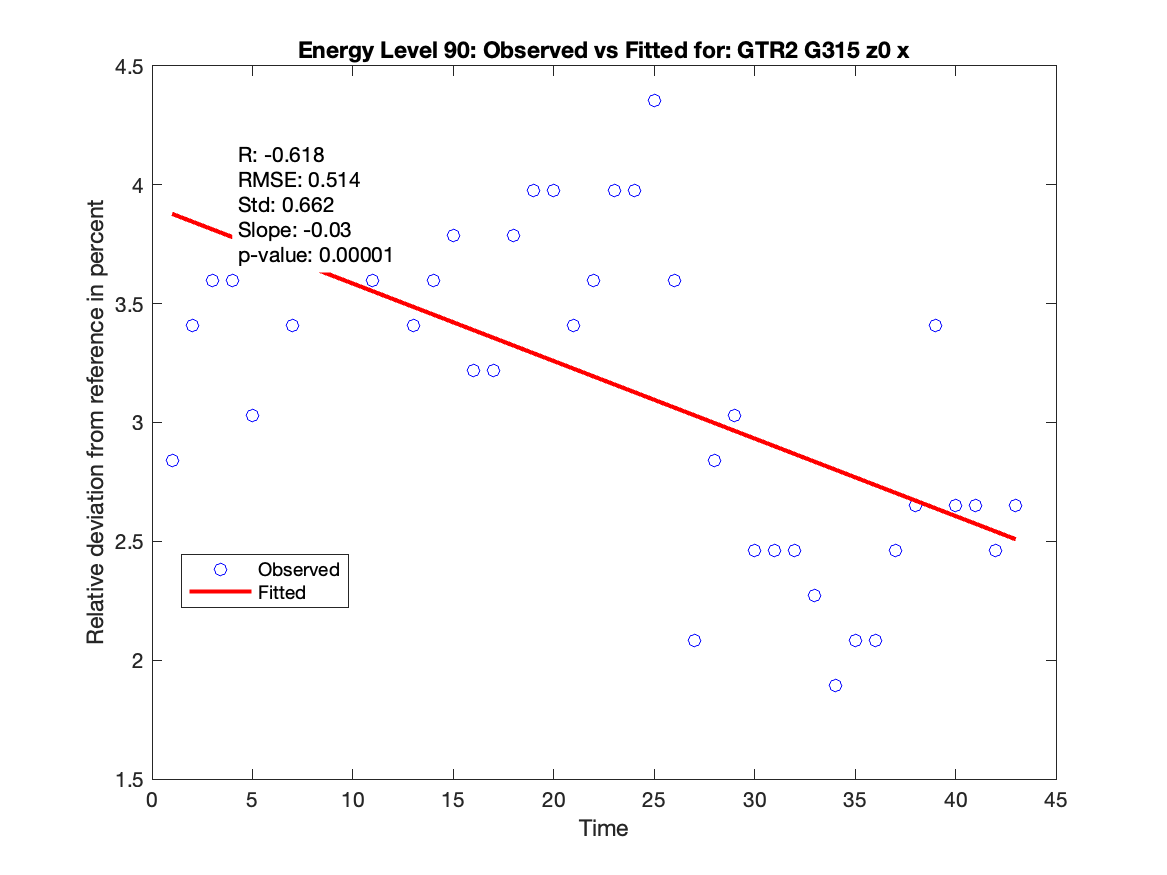 Energy Level 90: Observed vs Fitted for: GTR2 G315 z0 x
4.5
4
3.5
3
2.5
2
1.5
Relative deviation from reference in percent
R: -0.618
RMSE: 0.514
Std: 0.662
Slope: -0.03
p-value: 0.00001
Observed
Fitted
0 5 10 15 20 25 30 35 40 45
Time